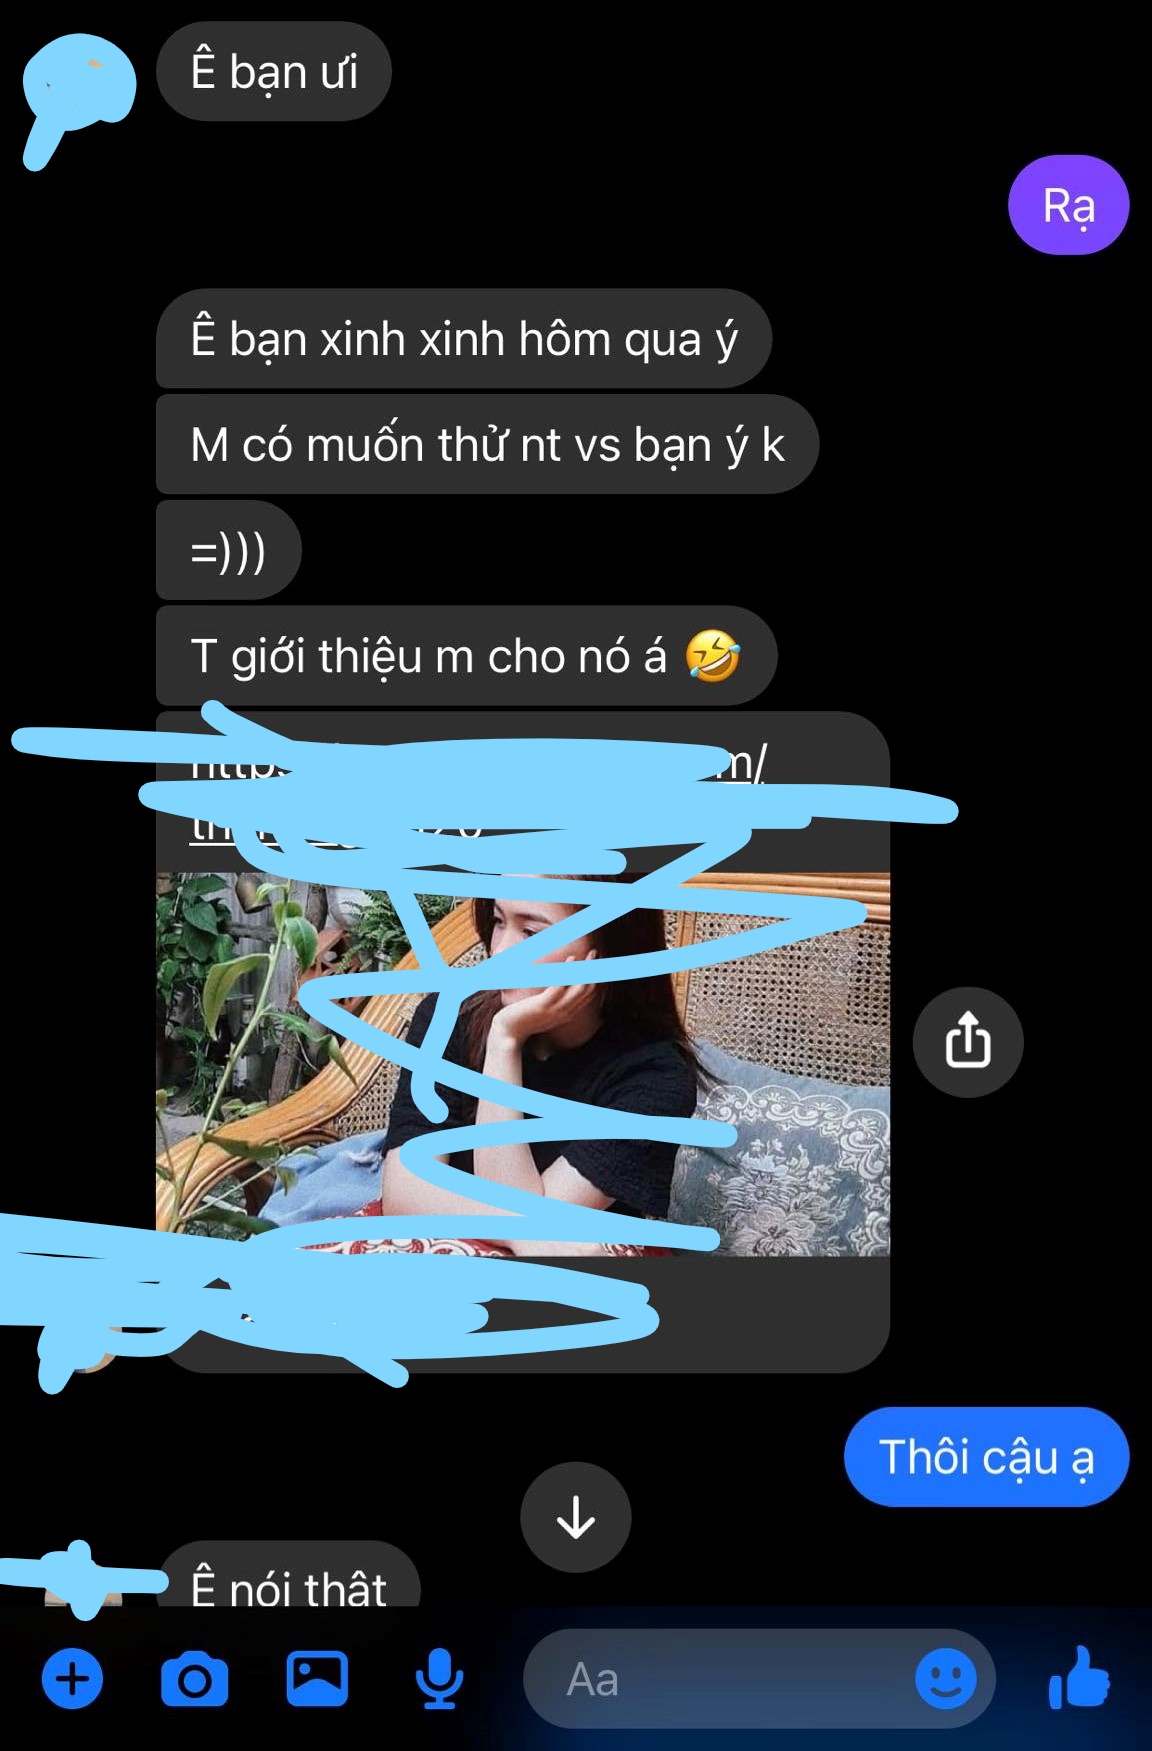 Ê bạn ưi
Rạ
Ê bạn xinh xinh hôm qua ý
M có muốn thử nt vs bạn ý k
=)))
T giới thiệu m cho nó á 🤣
Thôi cậu ạ
Ê nói thật
Aa